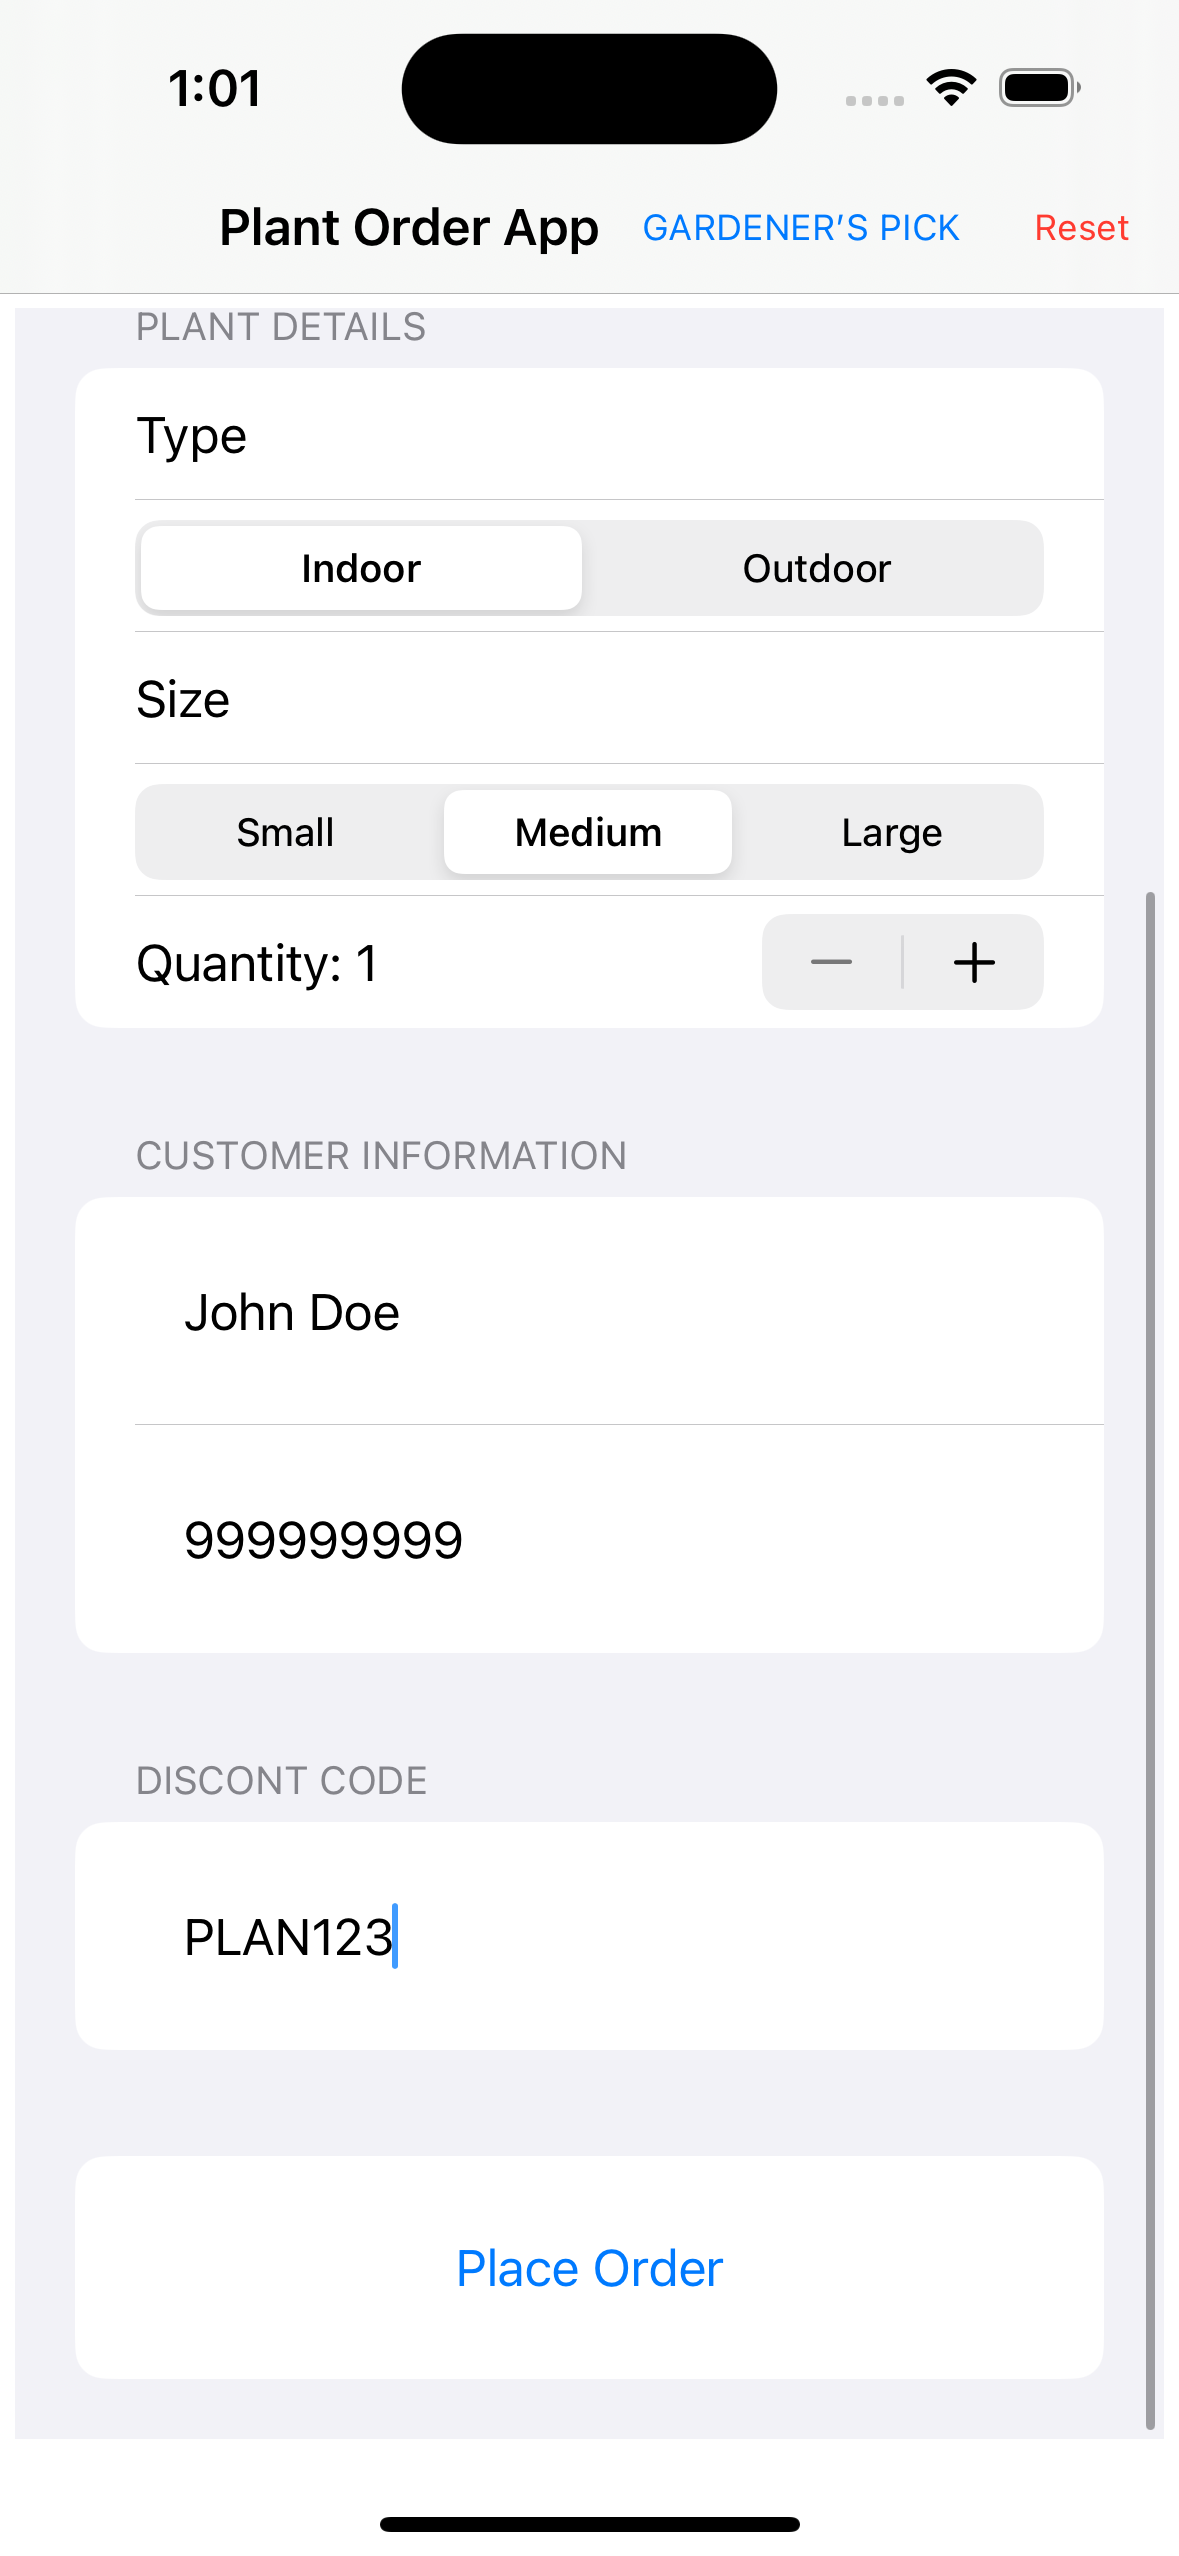 1:01
Plant Order App GARDENER’S PICK Reset
PLANT DETAILS
Type
Indoor Outdoor
Size
Small Medium Large
Quantity: 1
CUSTOMER INFORMATION
John Doe
999999999
DISCONT CODE
PLAN123
Place Order